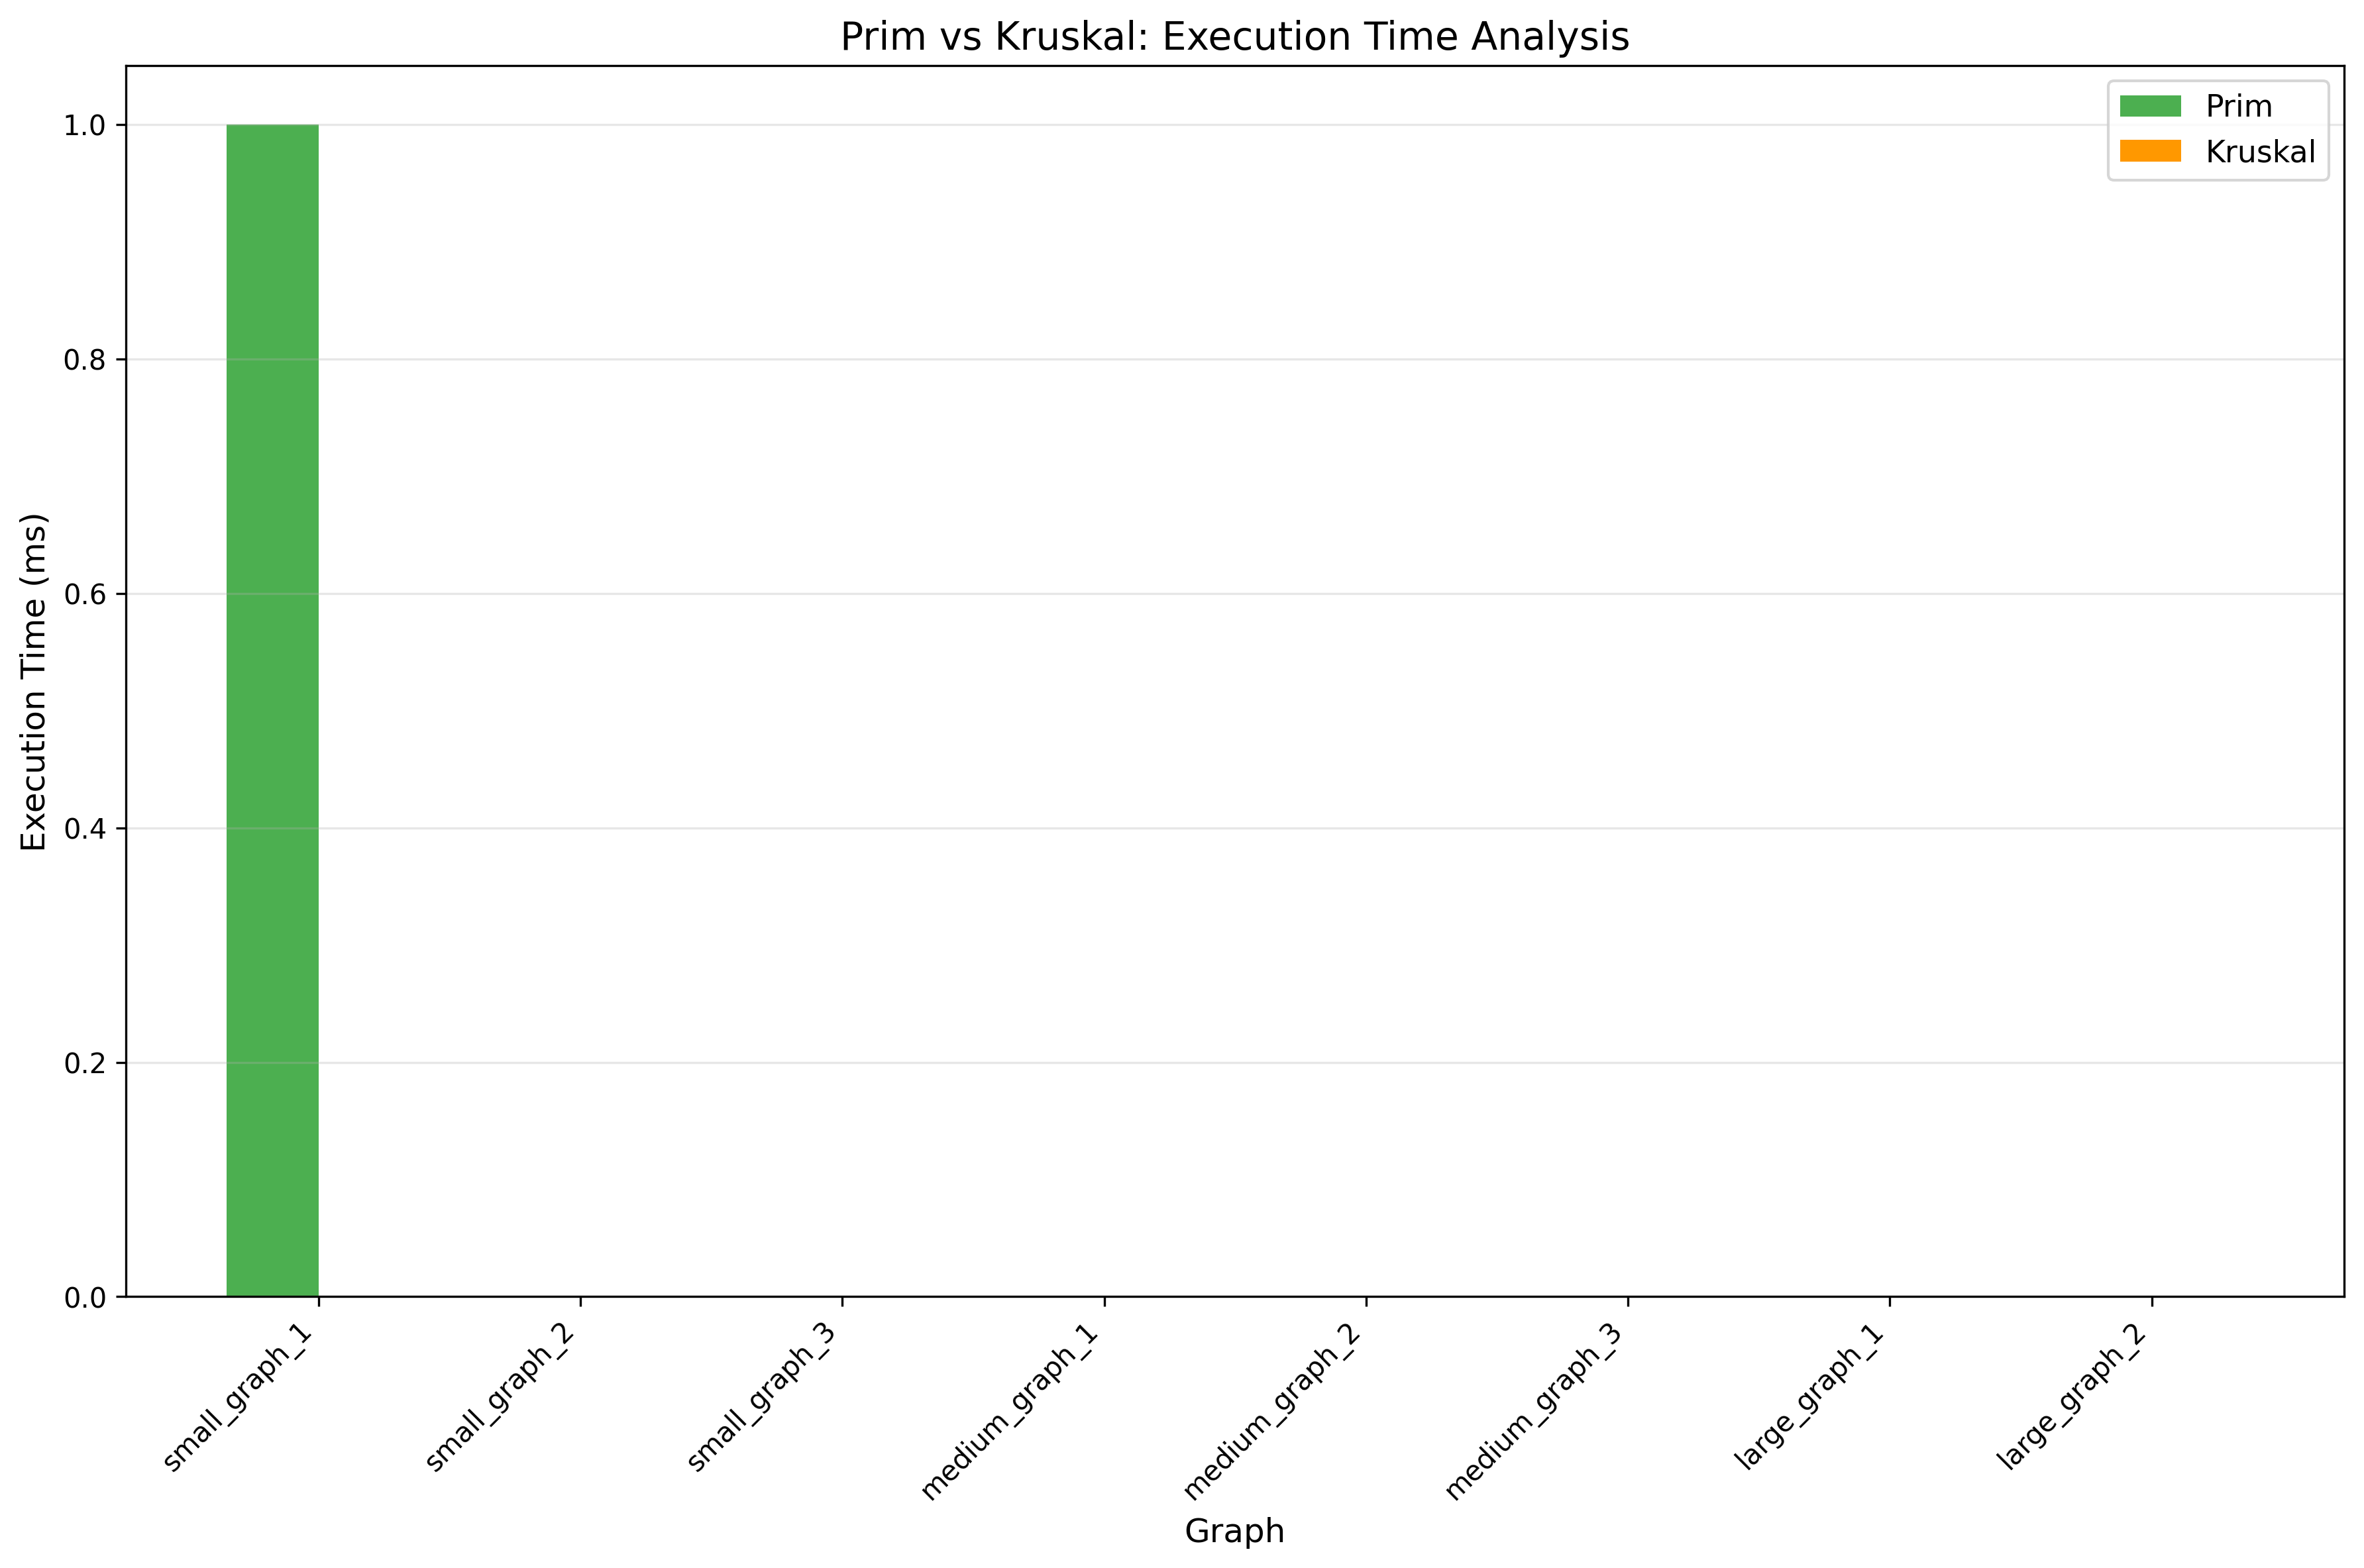 Prim vs Kruskal: Execution Time Analysis
Prim
Kruskal
Execution Time (ms)
1.0
0.8
0.6
0.4
0.2
0.0
small_graph_1
small_graph_2
small_graph_3
medium_graph_1
medium_graph_2
medium_graph_3
large_graph_1
large_graph_2
Graph